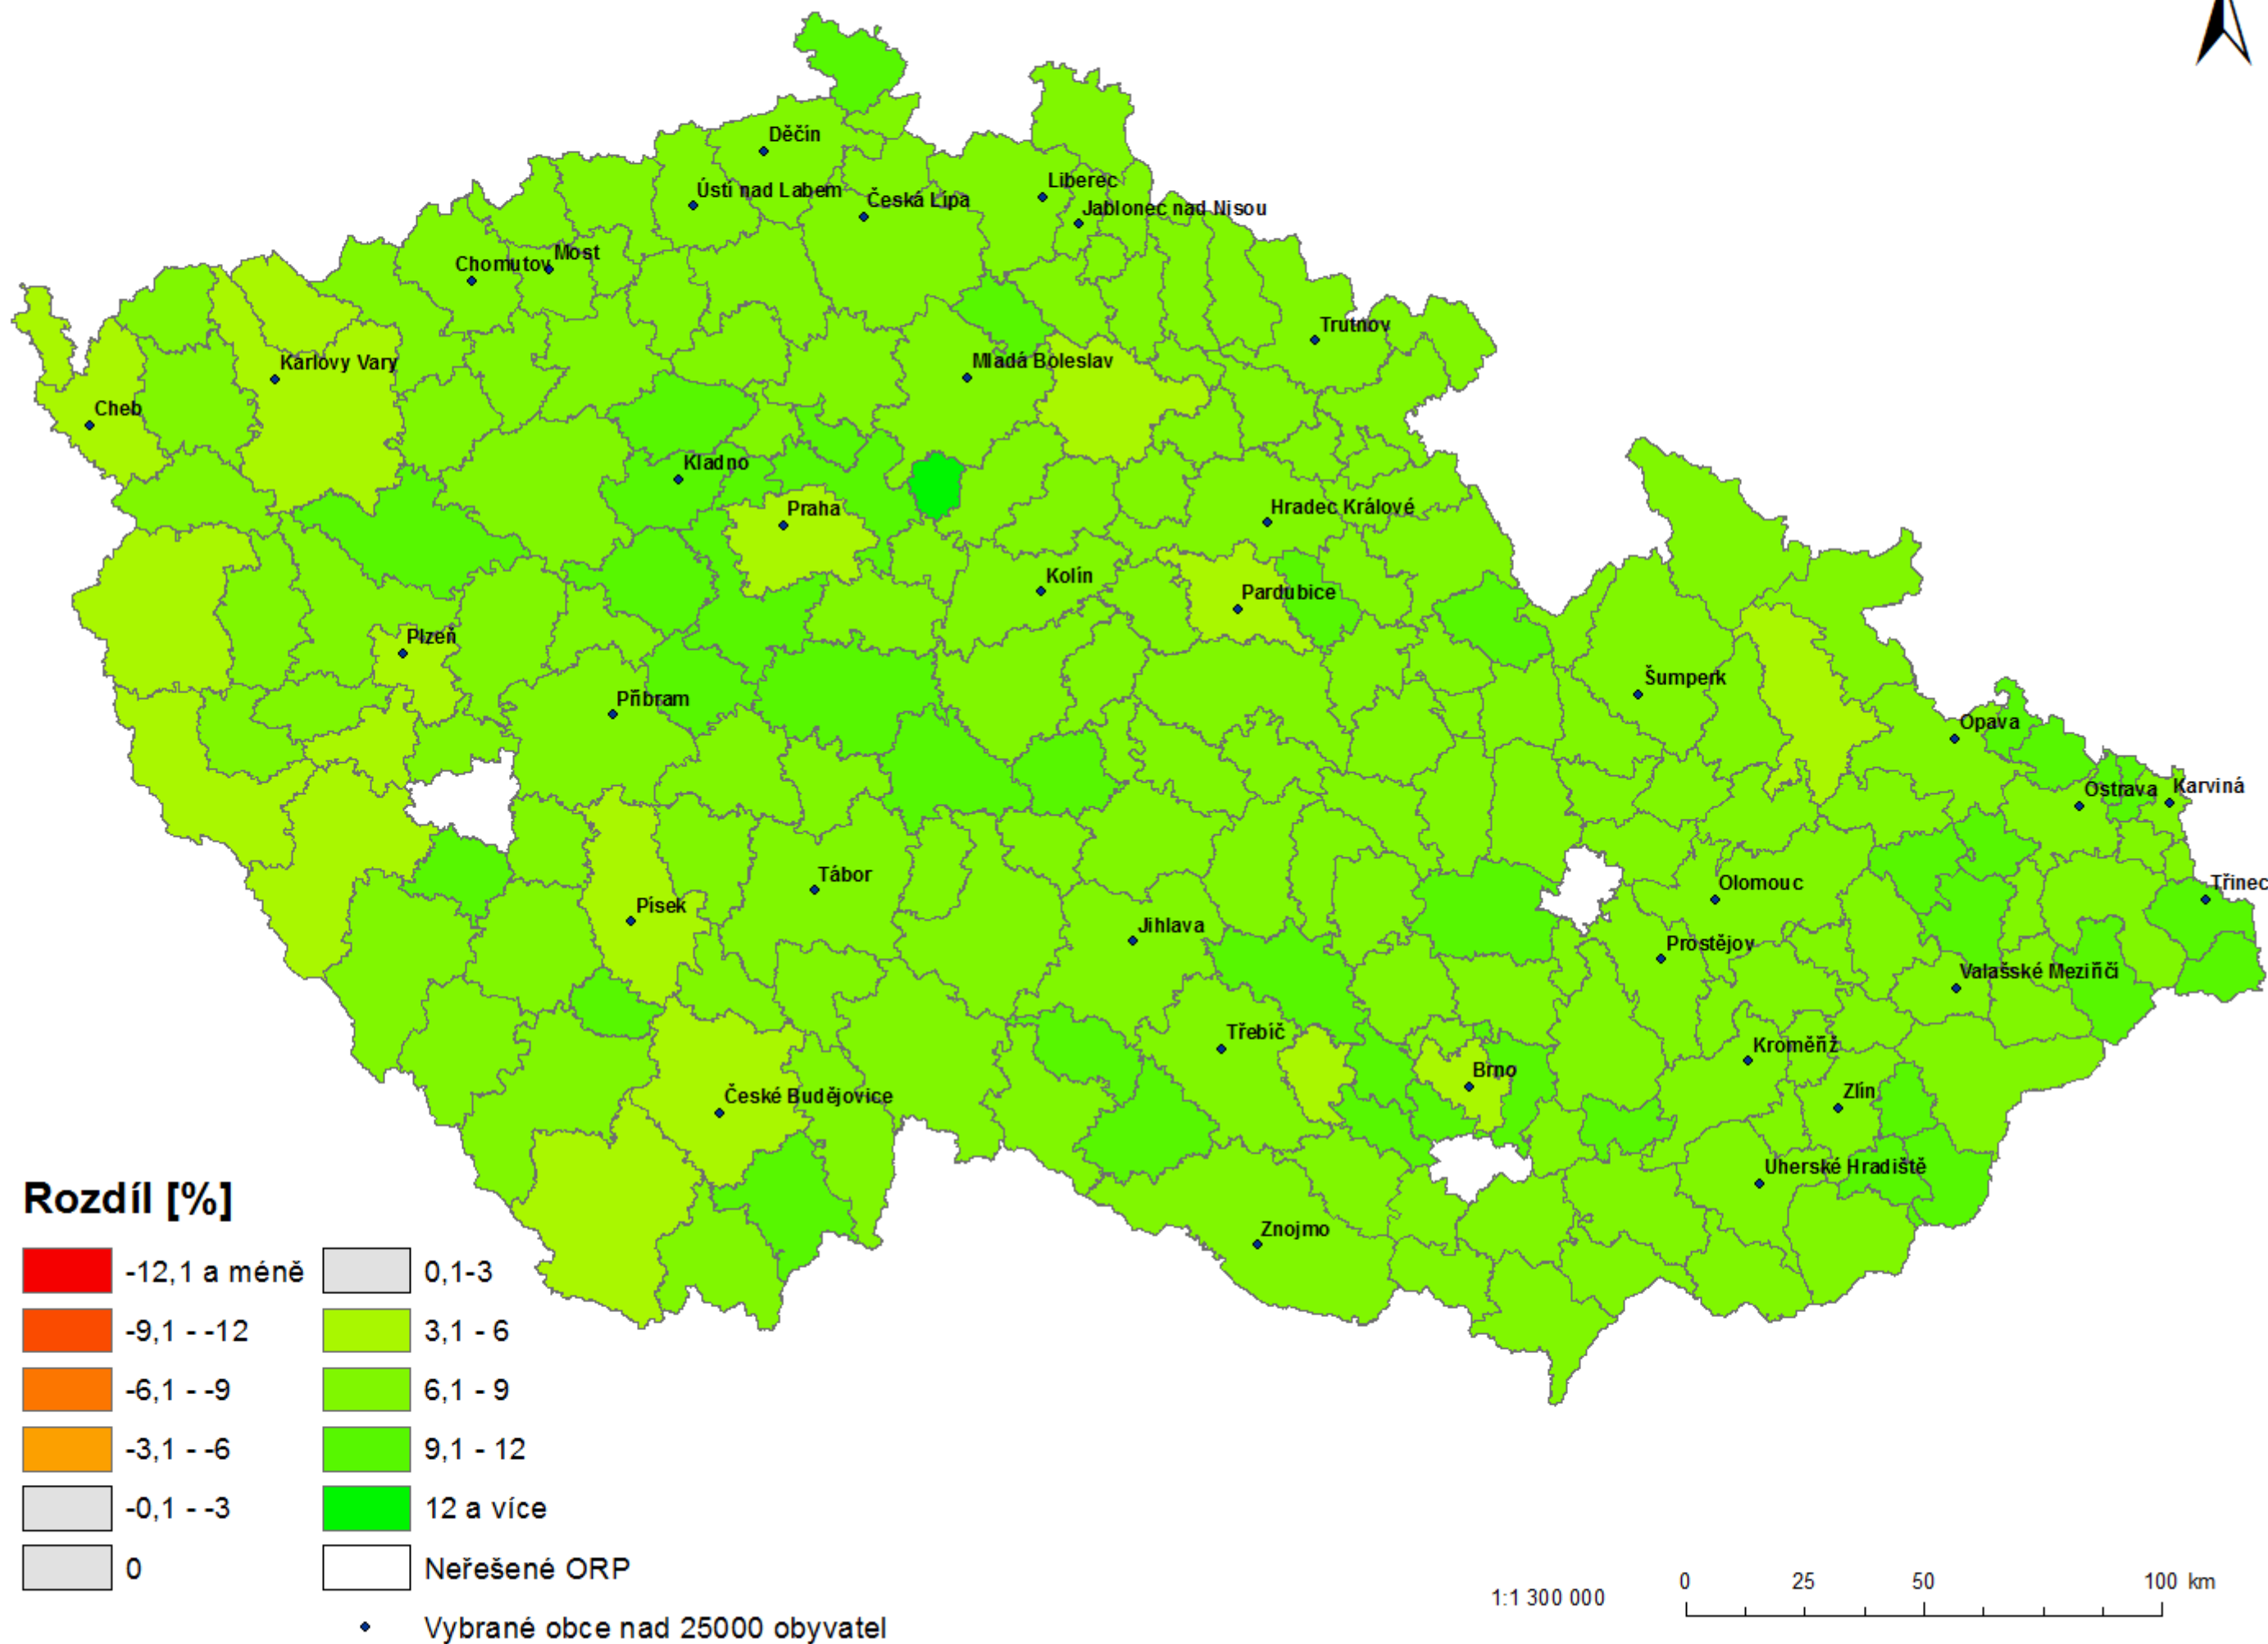 Děčín
Ústí nad Labem
Česká Lípa
Liberec
Jablonec nad Nisou
Chomutov
Most
Trutnov
Karlovy Vary
Mladá Boleslav
Cheb
Kladno
Praha
Hradec Králové
Kolín
Pardubice
Plzeň
Šumperk
Příbram
Opava
Ostrava
Karviná
Tábor
Olomouc
Třinec
Písek
Jihlava
Prostějov
Valašské Meziříčí
Třebíč
Kroměříž
Brno
České Budějovice
Zlín
Uherské Hradiště
Znojmo
Rozdíl [%]
-12,1 a méně
0,1-3
-9,1 - -12
3,1 - 6
-6,1 - -9
6,1 - 9
-3,1 - -6
9,1 - 12
-0,1 - -3
12 a více
0
Neřešené ORP
Vybrané obce nad 25000 obyvatel
1:1 300 000
0 25 50 100 km